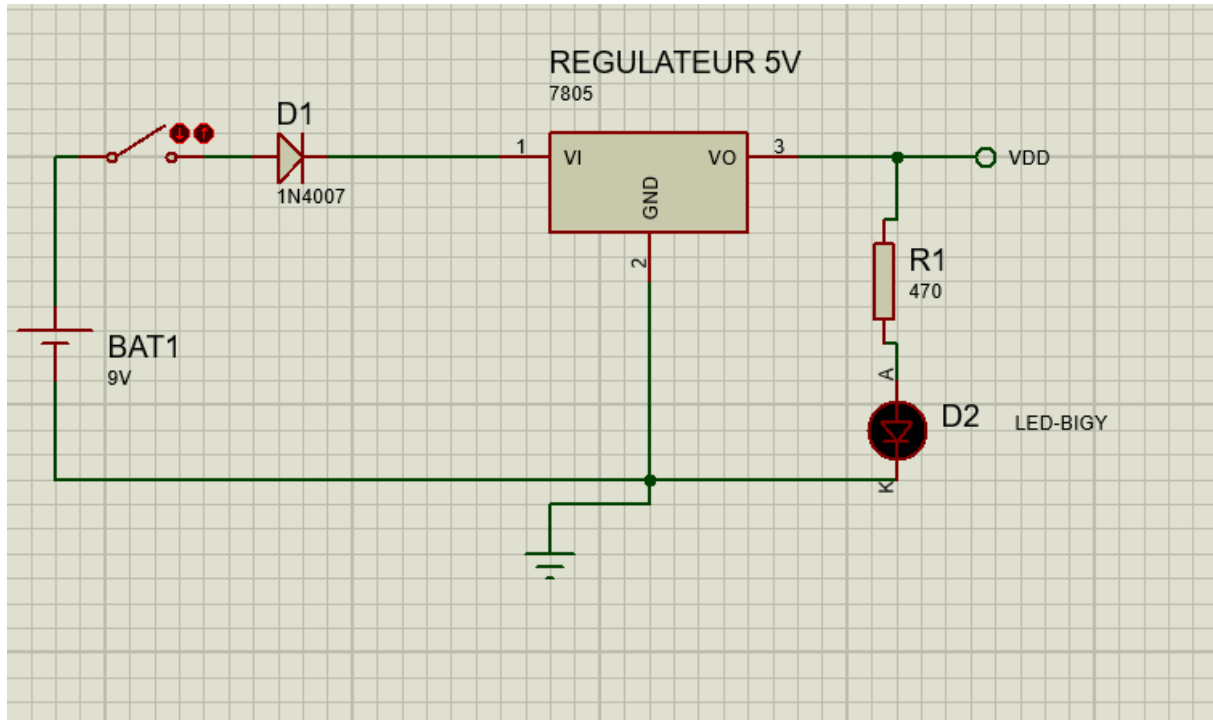 REGULATEUR 5V
7805
D1
1N4007
1
VI
VO
3
VDD
GND
2
R1
470
BAT1
9V
A
D2
LED-BIGY
K